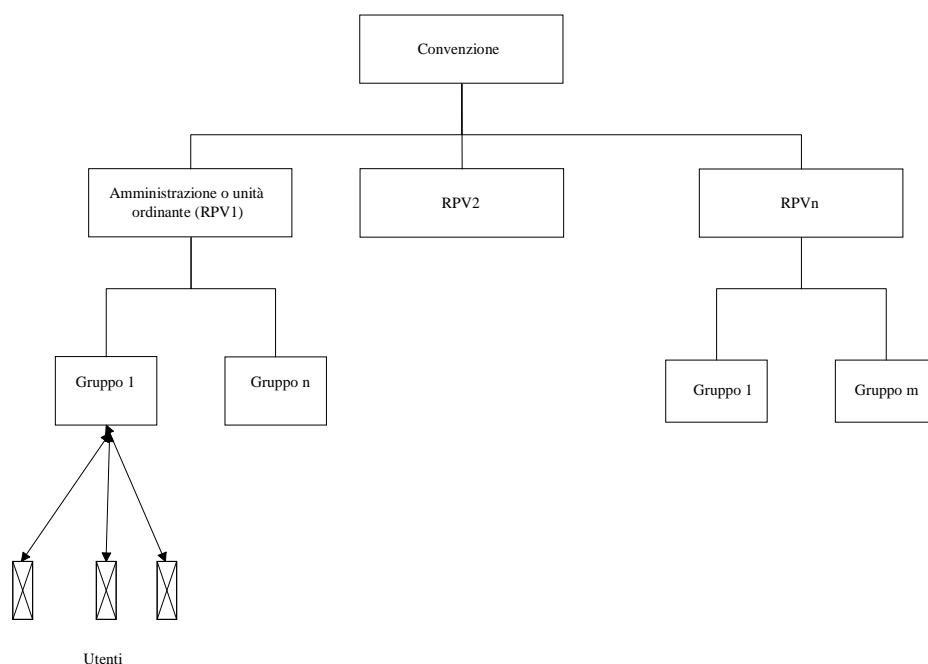 Convenzione
Amministrazione o unità
ordinante (RPV1)
RPV2
RPVn
Gruppo 1
Gruppo n
Gruppo 1
Gruppo m
Utenti